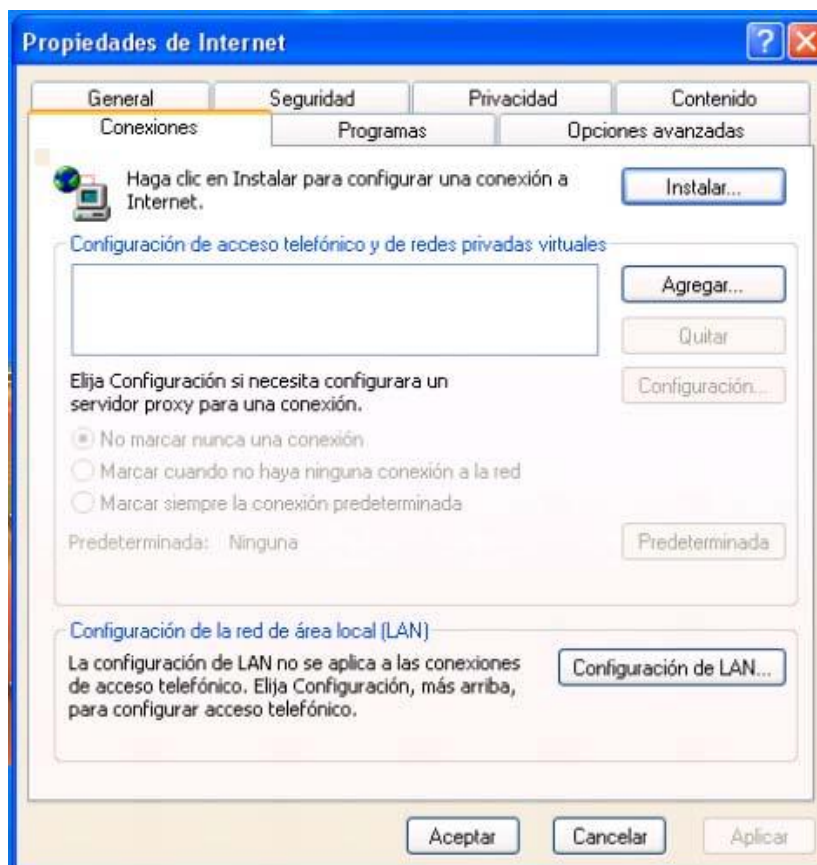 Propiedades de Internet
General
Seguridad
Privacidad
Contenido
Conexiones
Programas
Opciones avanzadas
Haga clic en Instalar para configurar una conexión a
Internet.
Instalar...
Configuración de acceso telefónico y de redes privadas virtuales
Agregar...
Quitar
Elija Configuración si necesita configurara un
servidor proxy para una conexión.
Configuración...
No marcar nunca una conexión
Marcar cuando no haya ninguna conexión a la red
Marcar siempre la conexión predeterminada
Predeterminada: Ninguna
Predeterminada
Configuración de la red de área local (LAN)
La configuración de LAN no se aplica a las conexiones
de acceso telefónico. Elija Configuración, más arriba,
para configurar acceso telefónico.
Configuración de LAN...
Aceptar
Cancelar
Aplicar